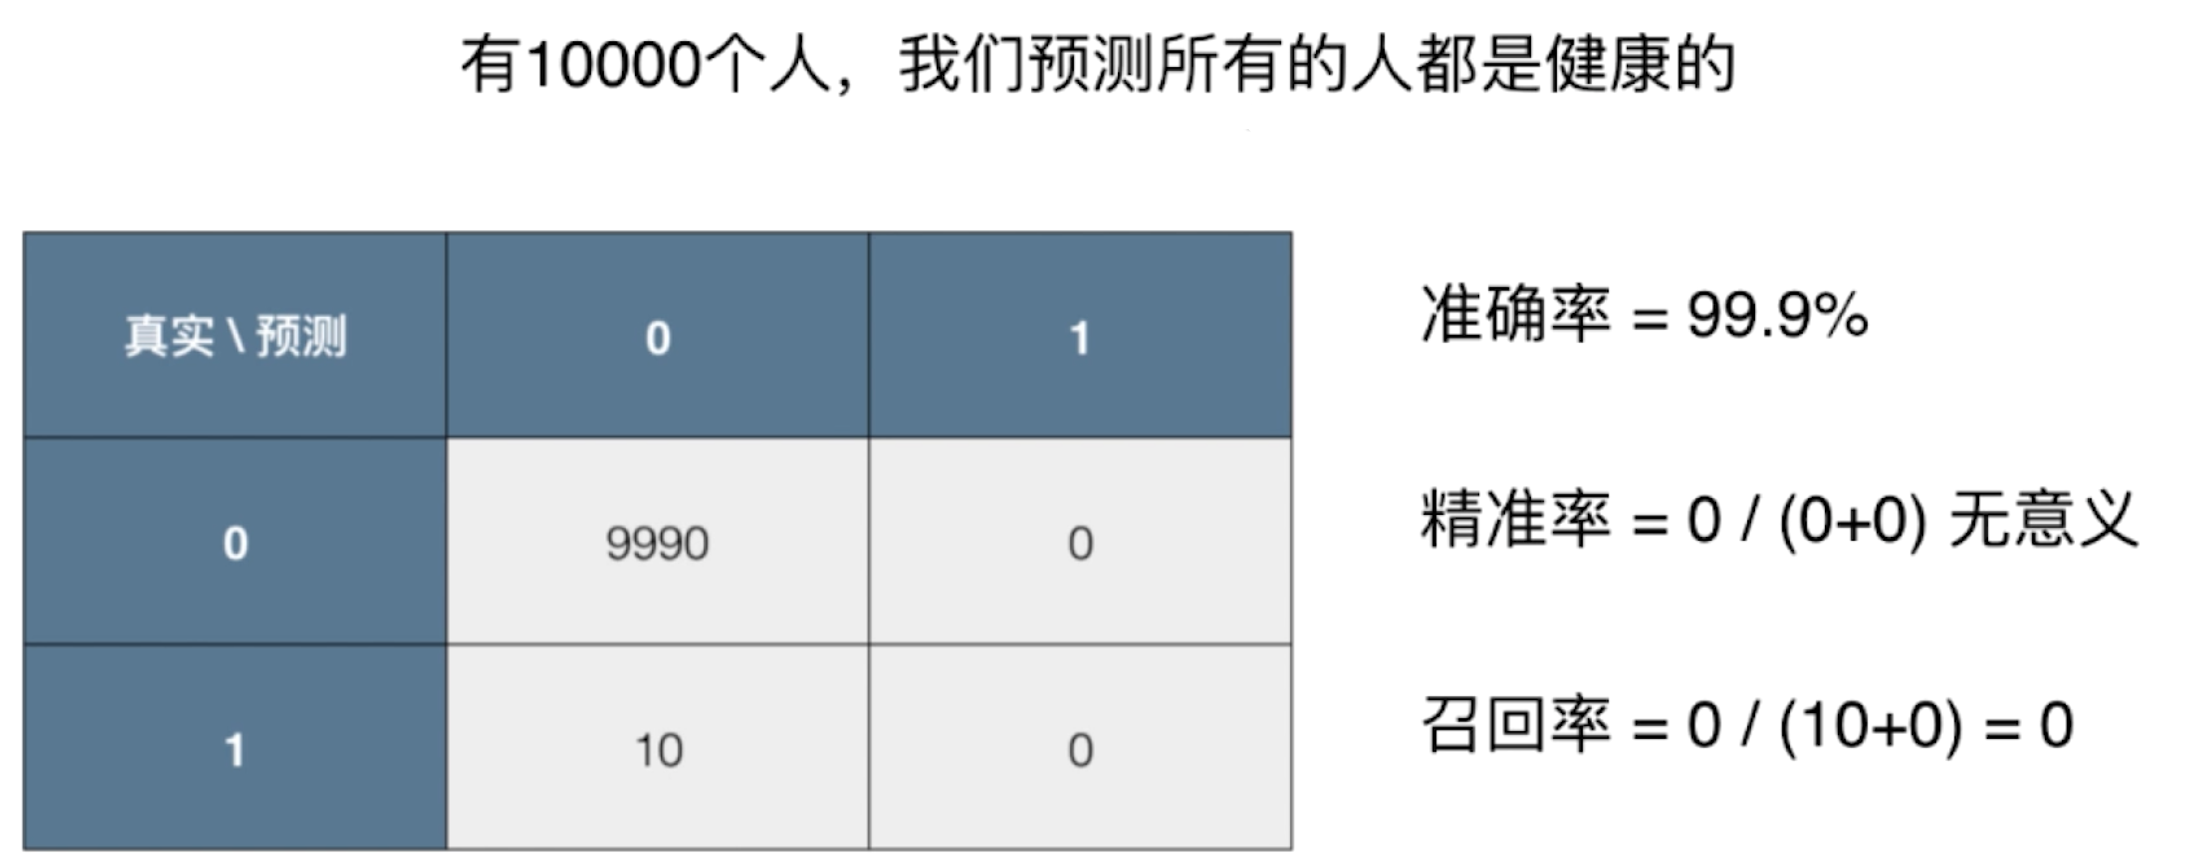 有10000个人，我们预测所有的人都是健康的
真实 \ 预测 0 1
0 9990 0
1 10 0
准确率 = 99.9%
精准率 = 0 / (0+0) 无意义
召回率 = 0 / (10+0) = 0